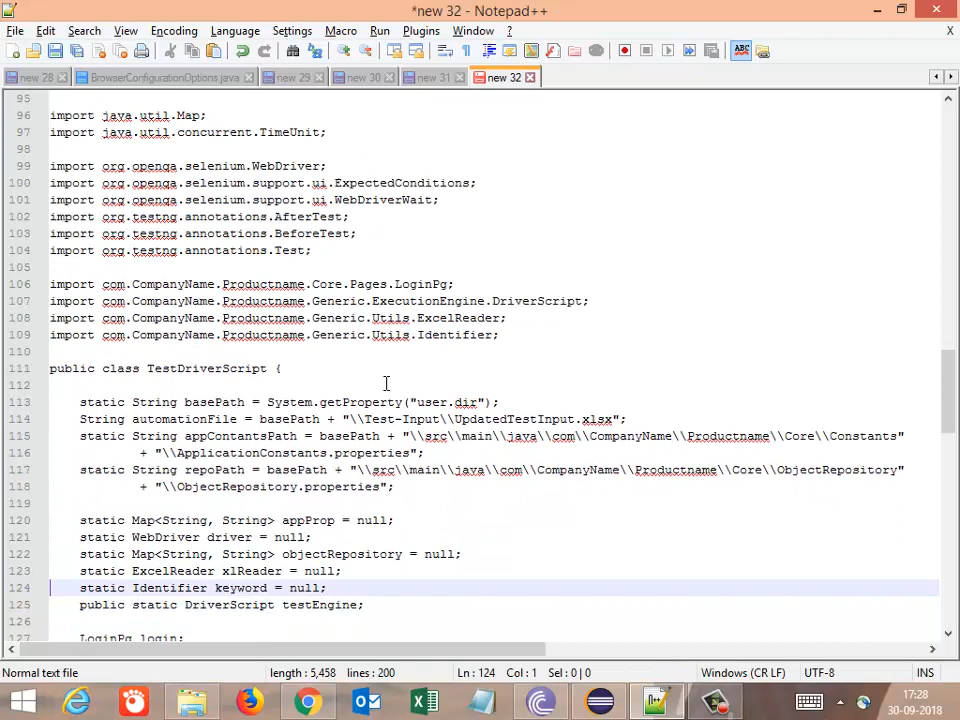 *new 32 - Notepad++
File Edit Search View Encoding Language Settings Macro Run Plugins Window ? X
new 28 BrowserConfigurationOptions.java new 29 new 30 new 31 new 32
95
96 import java.util.Map;
97 import java.util.concurrent.TimeUnit;
98
99 import org.openqa.selenium.WebDriver;
100 import org.openqa.selenium.support.ui.ExpectedConditions;
101 import org.openqa.selenium.support.ui.WebDriverWait;
102 import org.testng.annotations.AfterTest;
103 import org.testng.annotations.BeforeTest;
104 import org.testng.annotations.Test;
105
106 import com.CompanyName.Productname.Core.Pages.LoginPg;
107 import com.CompanyName.Productname.Generic.ExecutionEngine.DriverScript;
108 import com.CompanyName.Productname.Generic.Utils.ExcelReader;
109 import com.CompanyName.Productname.Generic.Utils.Identifier;
110
111 public class TestDriverScript {
112
113 static String basePath = System.getProperty("user.dir");
114 String automationFile = basePath + "\\Test-Input\\UpdatedTestInput.xlsx";
115 static String appContantsPath = basePath + "\\src\\main\\java\\com\\CompanyName\\Productname\\Core\\Constants"
116 + "\\ApplicationConstants.properties";
117 static String repoPath = basePath + "\\src\\main\\java\\com\\CompanyName\\Productname\\Core\\ObjectRepository"
118 + "\\ObjectRepository.properties";
119
120 static Map<String, String> appProp = null;
121 static WebDriver driver = null;
122 static Map<String, String> objectRepository = null;
123 static ExcelReader xlReader = null;
124 static Identifier keyword = null;
125 public static DriverScript testEngine;
126
127 LoginPg login;
Normal text file length : 5,458 lines : 200 Ln : 124 Col : 1 Sel : 0 | 0 Windows (CR LF) UTF-8 INS
17:28
30-09-2018